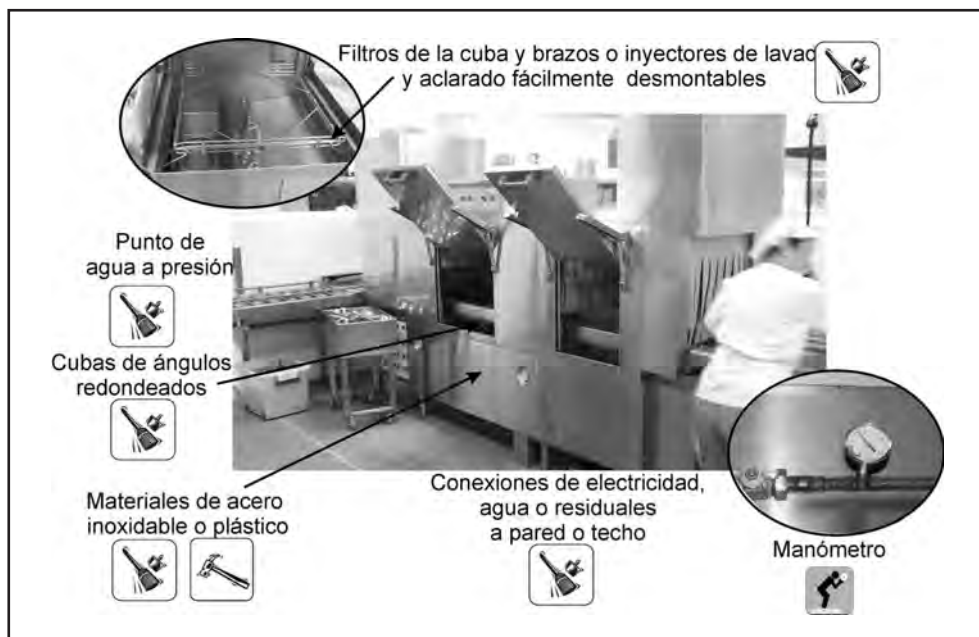 Filtros de la cuba y brazos o inyectores de lavad
y aclarado fácilmente desmontables
Punto de
agua a presión
Cubas de ángulos
redondeados
Materiales de acero
inoxidable o plástico
Conexiones de electricidad,
agua o residuales
a pared o techo
Manómetro